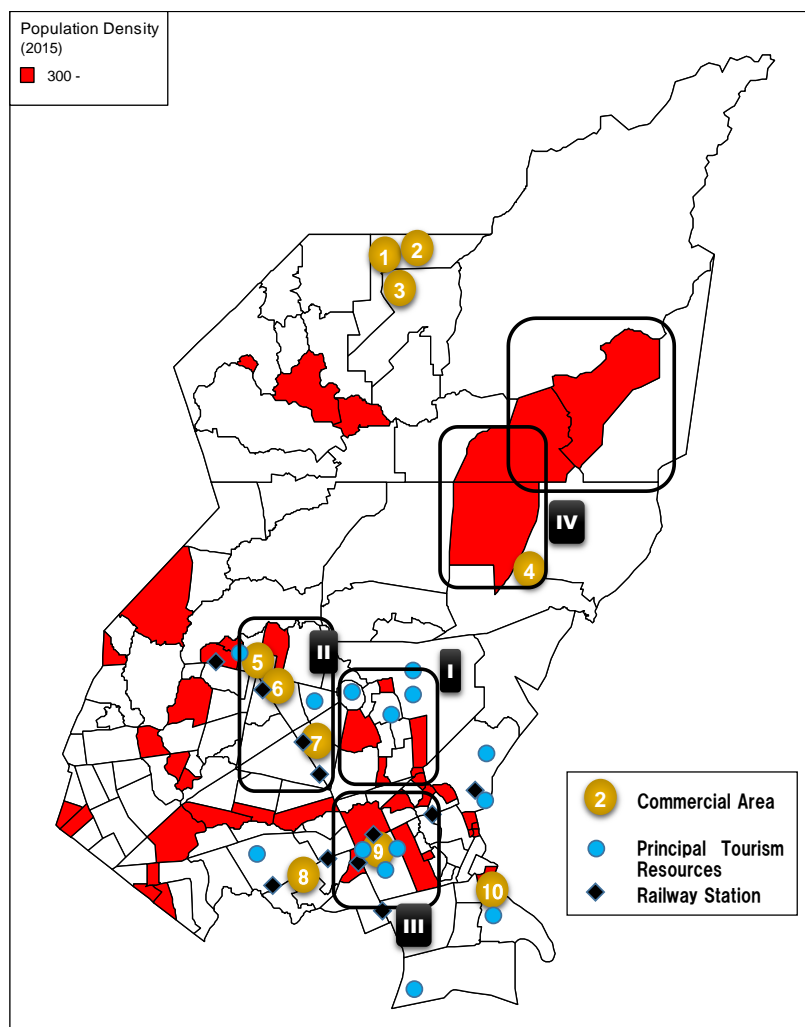 Population Density
(2015)
300 -
1
2
3
IV
4
II
5
I
6
7
2 Commercial Area
Principal Tourism
Resources
Railway Station
9
8
10
III